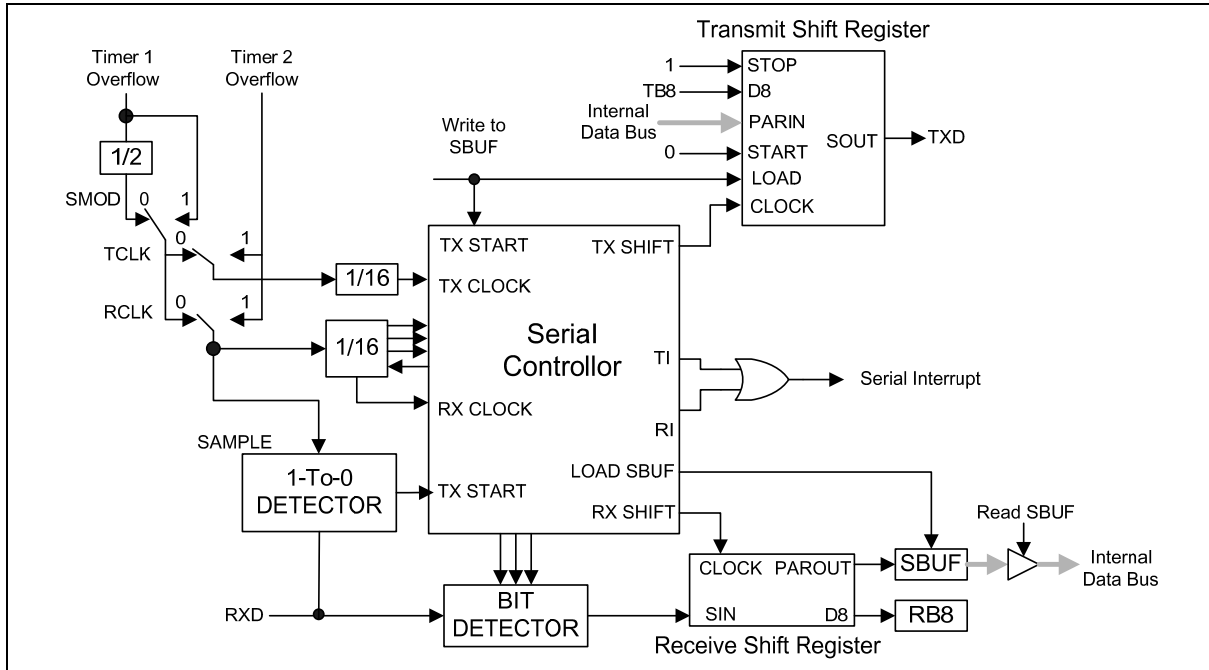 Transmit Shift Register
Timer 1
Overflow
Timer 2
Overflow
1
STOP
TB8
D8
Internal
Data Bus
PARIN
SOUT
TXD
Write to
SBUF
0
START
LOAD
CLOCK
1/2
SMOD
0
1
TX START
TX SHIFT
TCLK
0
1
1/16
TX CLOCK
RCLK
0
1
1/16
Serial
Controllor
TI
Serial Interrupt
RX CLOCK
RI
SAMPLE
LOAD SBUF
1-To-0
DETECTOR
TX START
RX SHIFT
Read SBUF
CLOCK
PAROUT
SBUF
Internal
Data Bus
RXD
BIT
DETECTOR
SIN
D8
RB8
Receive Shift Register